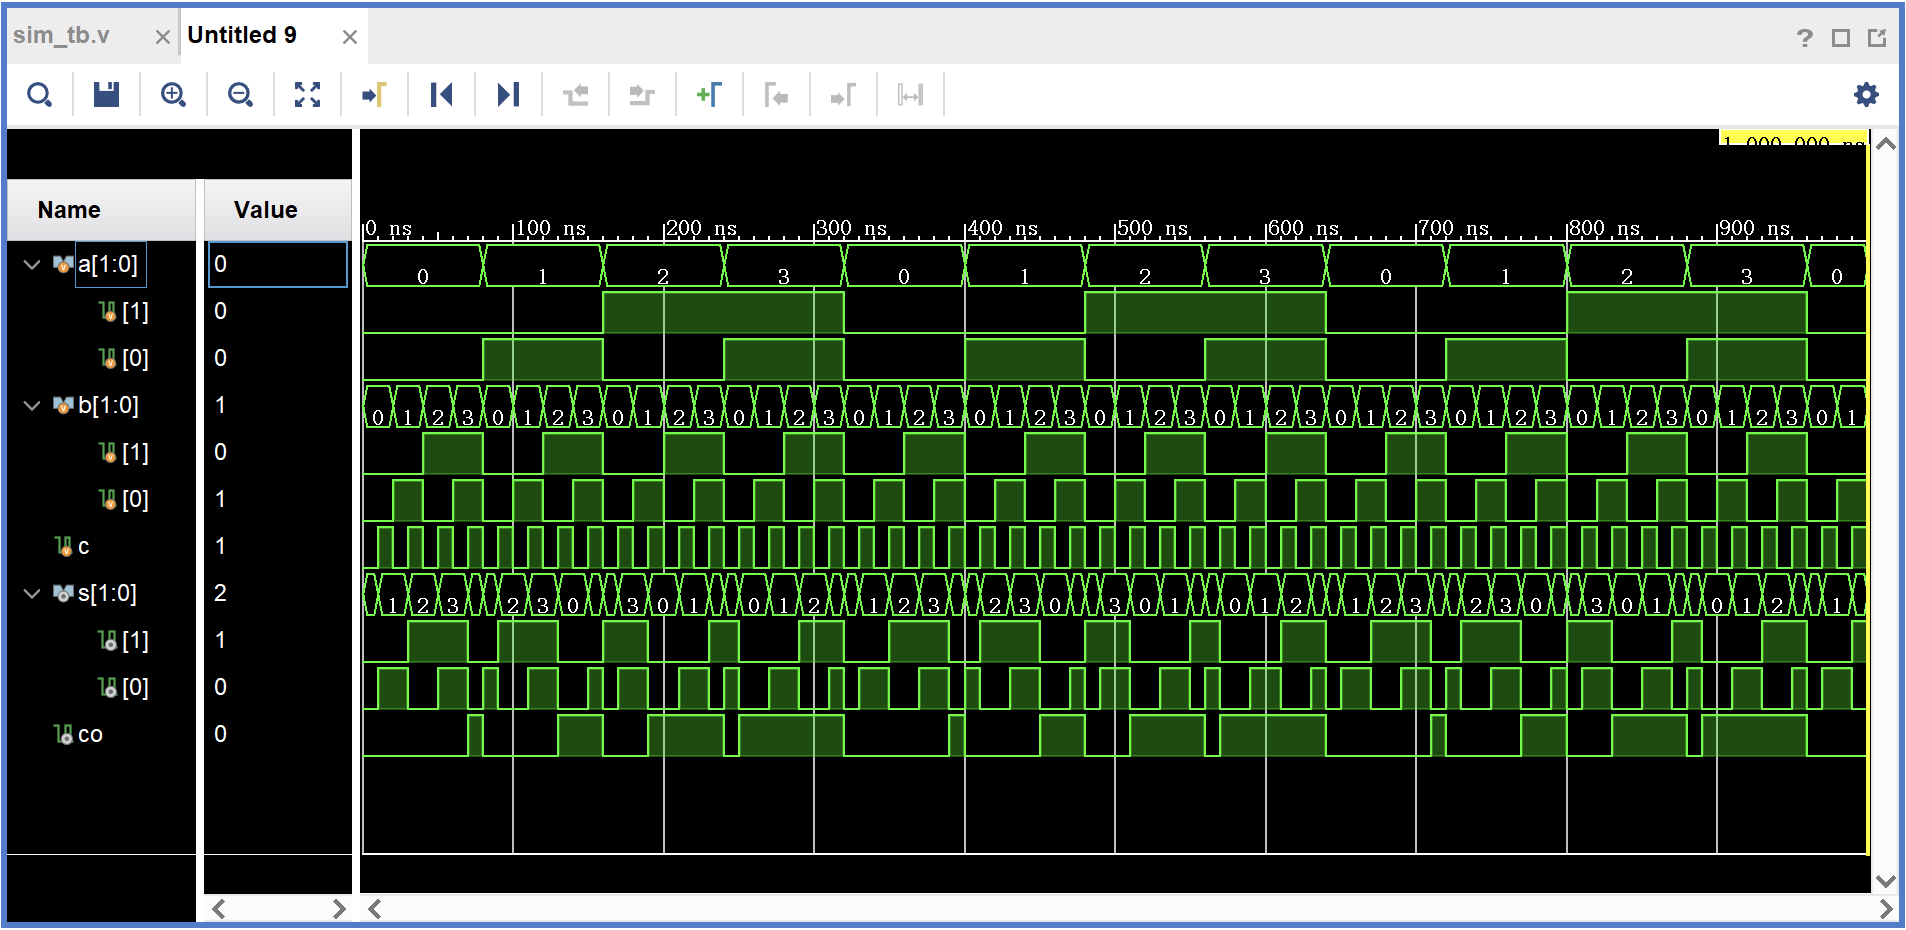 sim_tb.v Untitled 9
?
1,000.000 ns
Name Value
0 ns 100 ns 200 ns 300 ns 400 ns 500 ns 600 ns 700 ns 800 ns 900 ns
a[1:0] 0 0 1 2 3 0 1 2 3 0 1 2 3 0
[1] 0
[0] 0
b[1:0] 1 0 1 2 3 0 1 2 3 0 1 2 3 0 1 2 3 0 1 2 3 0 1 2 3 0 1 2 3 0 1 2 3 0 1 2 3 0 1 2 3 0 1 2 3 0 1 2 3 0 1
[1] 0
[0] 1
c 1
s[1:0] 2 1 2 3 2 3 0 3 0 1 0 1 2 1 2 3 2 3 0 3 0 1 0 1 2 1 2 3 2 3 0 3 0 1 0 1 2 1
[1] 1
[0] 0
co 0